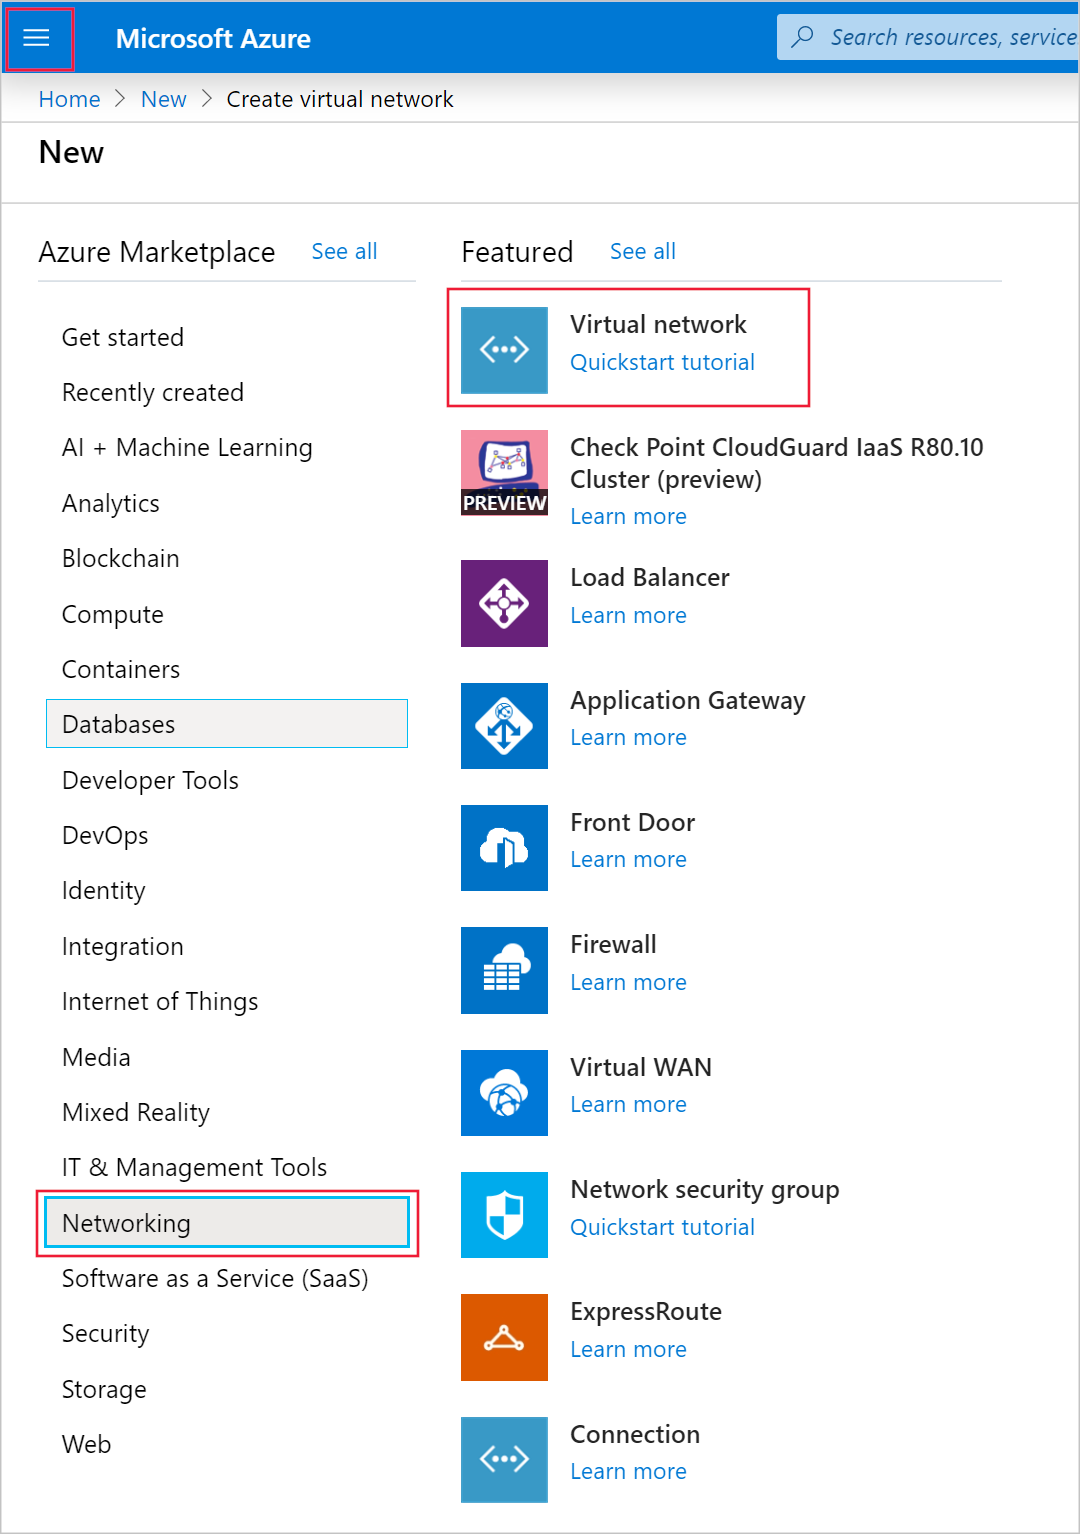 Microsoft Azure
Search resources, service
Home > New > Create virtual network
New
Azure Marketplace See all
Get started
Recently created
AI + Machine Learning
Analytics
Blockchain
Compute
Containers
Databases
Developer Tools
DevOps
Identity
Integration
Internet of Things
Media
Mixed Reality
IT & Management Tools
Networking
Software as a Service (SaaS)
Security
Storage
Web
Featured See all
Virtual network
Quickstart tutorial
PREVIEW
Check Point CloudGuard IaaS R80.10
Cluster (preview)
Learn more
Load Balancer
Learn more
Application Gateway
Learn more
Front Door
Learn more
Firewall
Learn more
Virtual WAN
Learn more
Network security group
Quickstart tutorial
ExpressRoute
Learn more
Connection
Learn more